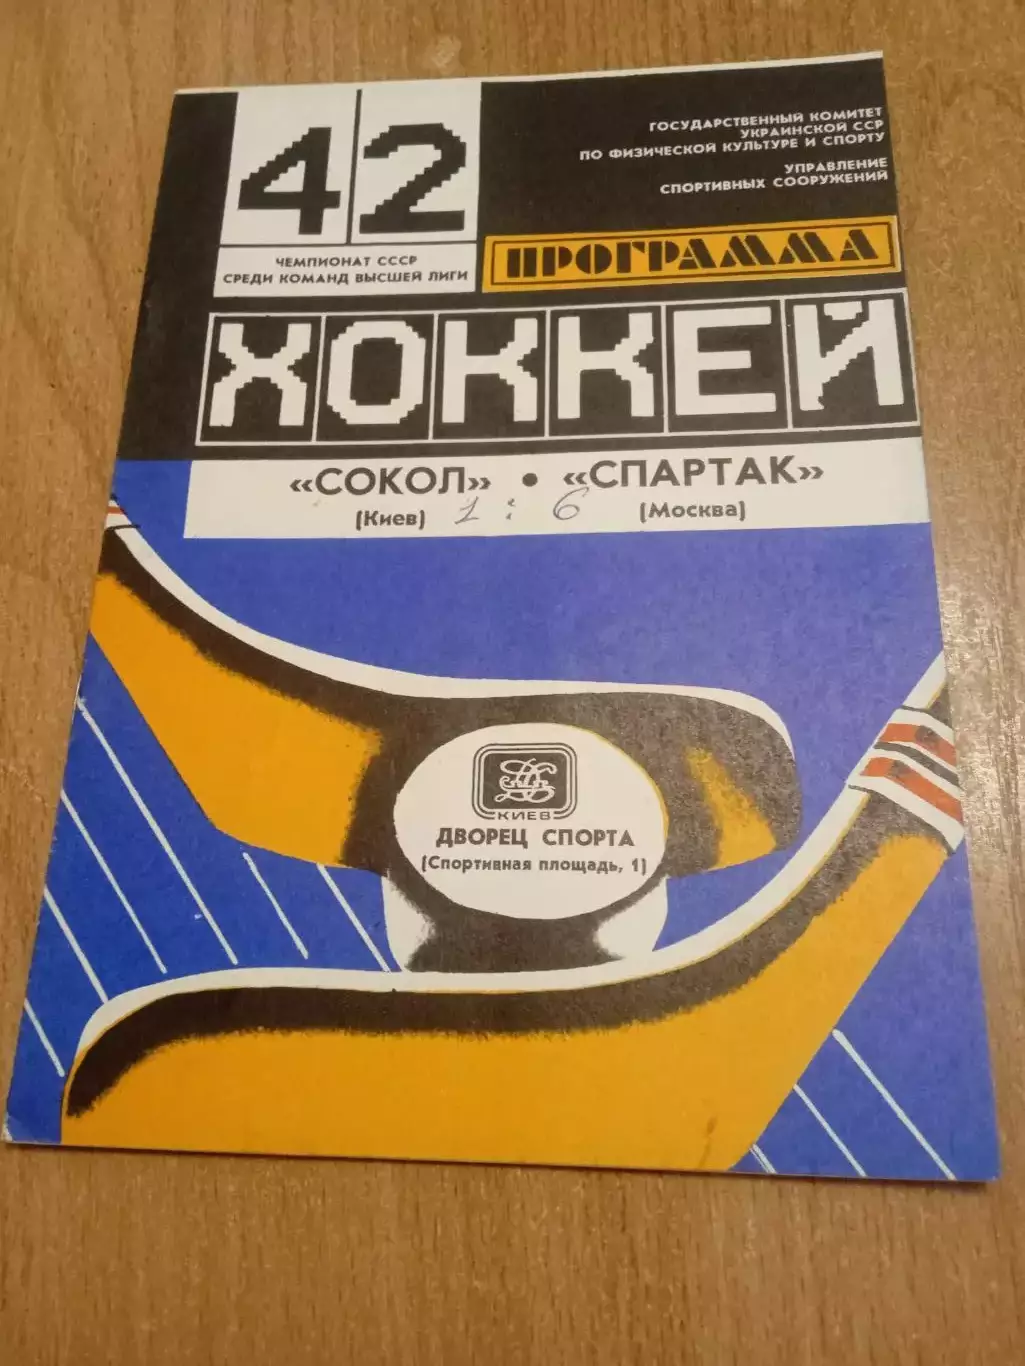 42
ЧЕМПИОНАТ СССР
СРЕДИ КОМАНД ВЫСШЕЙ ЛИГИ
ГОСУДАРСТВЕННЫЙ КОМИТЕТ
УКРАИНСКОЙ ССР
ПО ФИЗИЧЕСКОЙ КУЛЬТУРЕ И СПОРТУ
УПРАВЛЕНИЕ
СПОРТИВНЫХ СООРУЖЕНИЙ
ПРОГРАММА
ХОККЕЙ
«СОКОЛ» • «СПАРТАК»
(Киев) 1 : 6 (Москва)
КИЕВ
ДВОРЕЦ СПОРТА
(Спортивная площадь, 1)